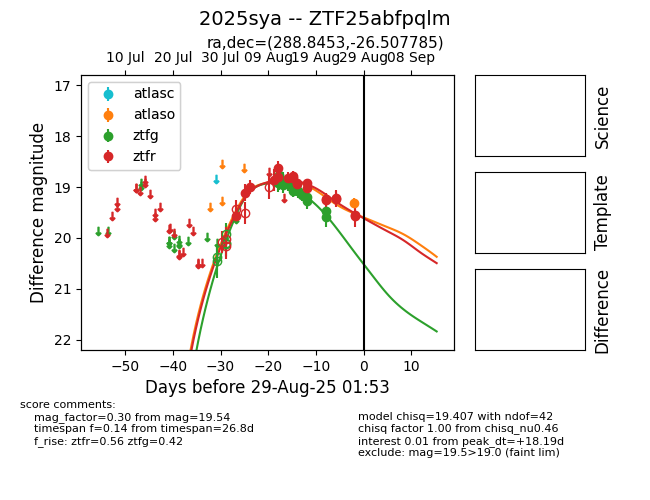 2025sya -- ZTF25abfpqlm
ra,dec=(288.8453,-26.507785)
10 Jul 20 Jul 30 Jul 09 Aug 19 Aug 29 Aug 08 Sep
atlasc
atlaso
ztfg
ztfr
17
18
19
20
21
22
Difference magnitude
−50 −40 −30 −20 −10 0 10
Days before 29-Aug-25 01:53
Science
Template
Difference
score comments:
mag_factor=0.30 from mag=19.54
timespan f=0.14 from timespan=26.8d
f_rise: ztfr=0.56 ztfg=0.42
model chisq=19.407 with ndof=42
chisq factor 1.00 from chisq_nu0.46
interest 0.01 from peak_dt=+18.19d
exclude: mag=19.5>19.0 (faint lim)